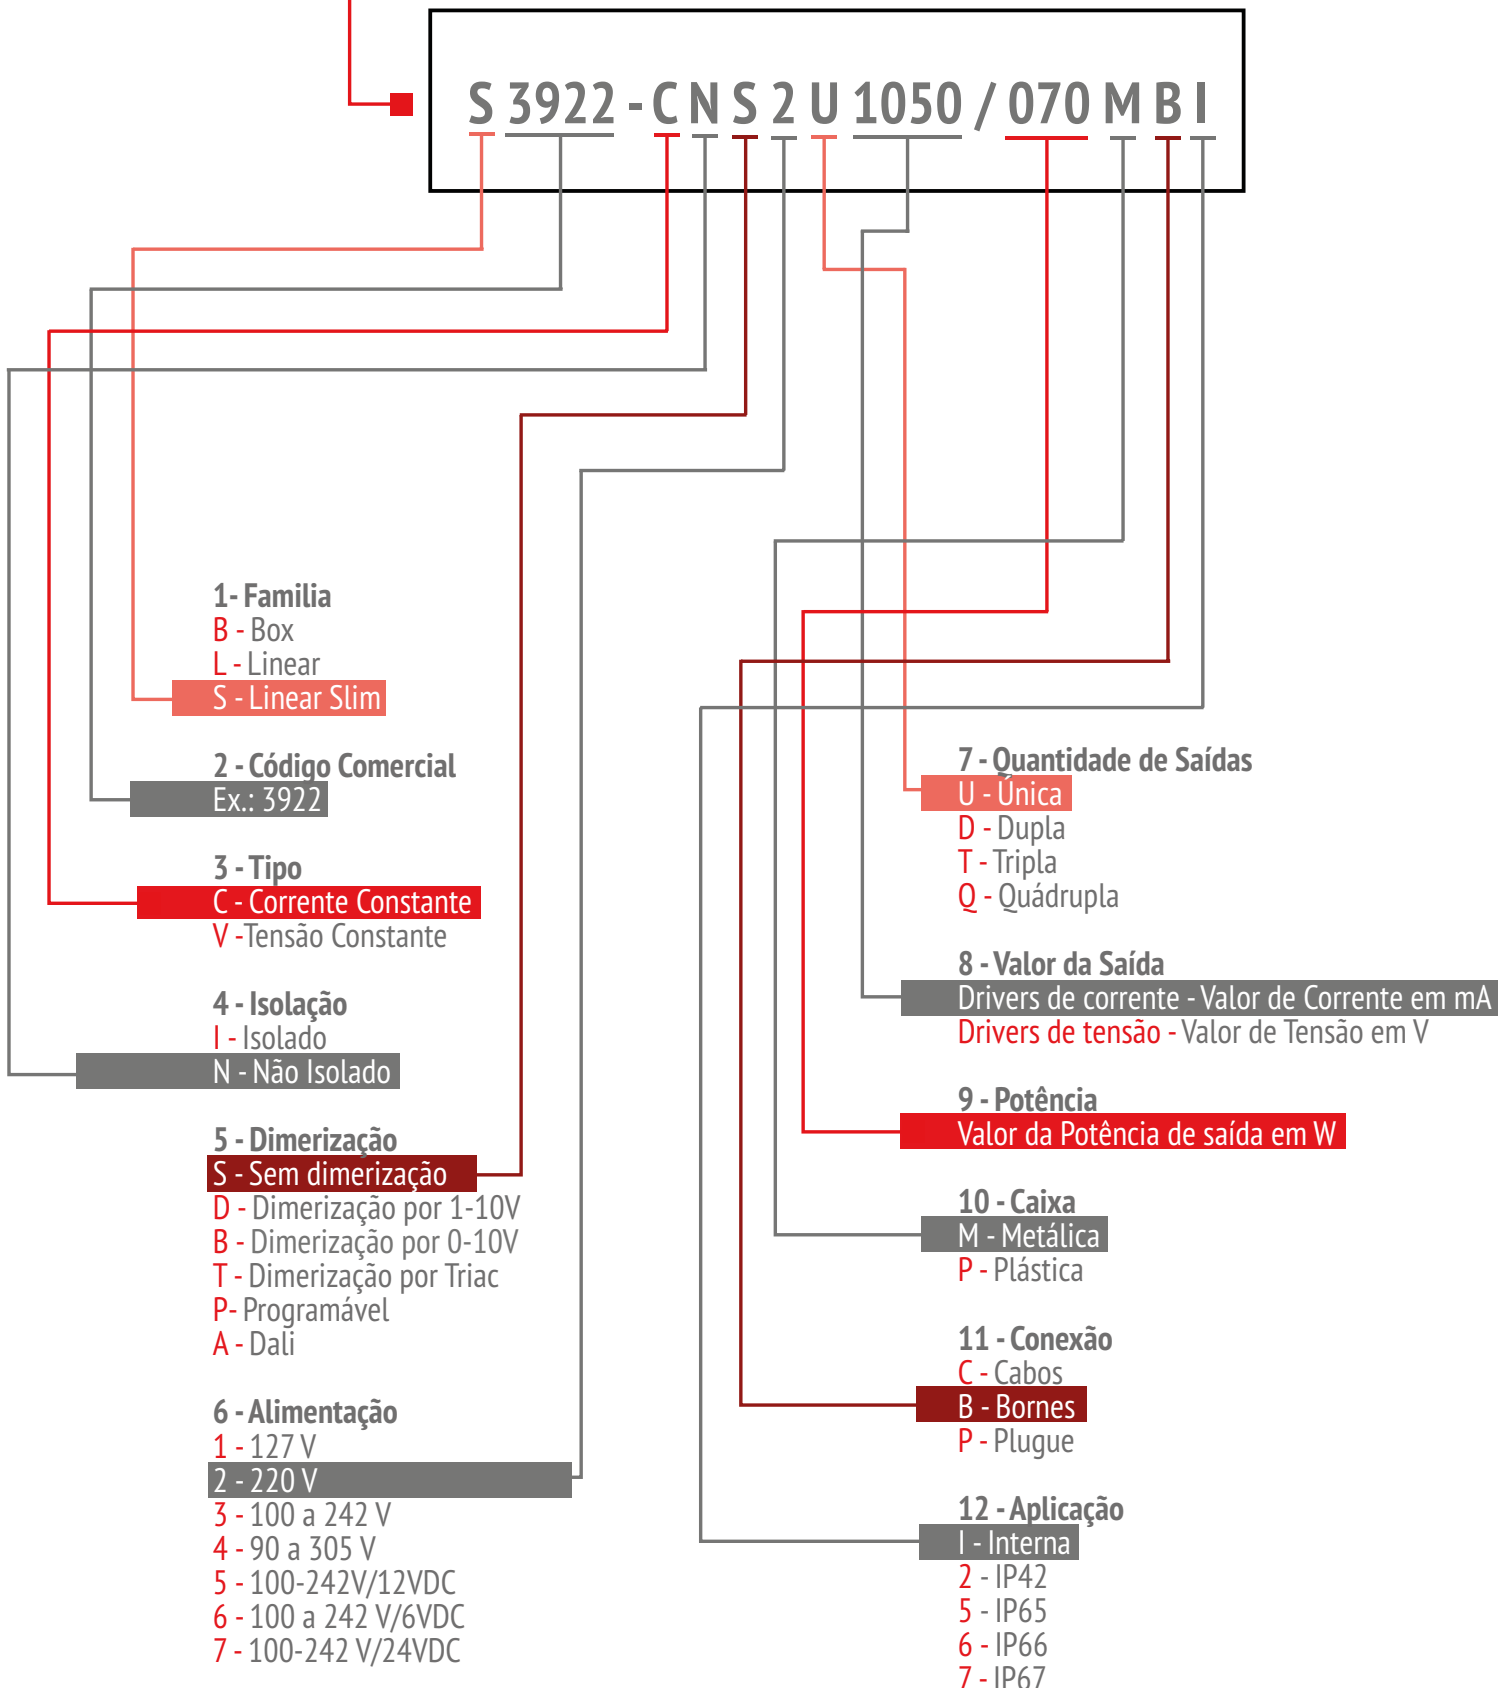 S 3922 - C N S 2 U 1050 / 070 M B I
1- Familia
B - Box
L - Linear
S - Linear Slim
2 - Código Comercial
Ex.: 3922
3 - Tipo
C - Corrente Constante
V -Tensão Constante
4 - Isolação
I - Isolado
N - Não Isolado
5 - Dimerização
S - Sem dimerização
D - Dimerização por 1-10V
B - Dimerização por 0-10V
T - Dimerização por Triac
P- Programável
A - Dali
6 - Alimentação
1 - 127 V
2 - 220 V
3 - 100 a 242 V
4 - 90 a 305 V
5 - 100-242V/12VDC
6 - 100 a 242 V/6VDC
7 - 100-242 V/24VDC
7 - Quantidade de Saídas
U - Única
D - Dupla
T - Tripla
Q - Quádrupla
8 - Valor da Saída
Drivers de corrente - Valor de Corrente em mA
Drivers de tensão - Valor de Tensão em V
9 - Potência
Valor da Potência de saída em W
10 - Caixa
M - Metálica
P - Plástica
11 - Conexão
C - Cabos
B - Bornes
P - Plugue
12 - Aplicação
I - Interna
2 - IP42
5 - IP65
6 - IP66
7 - IP67